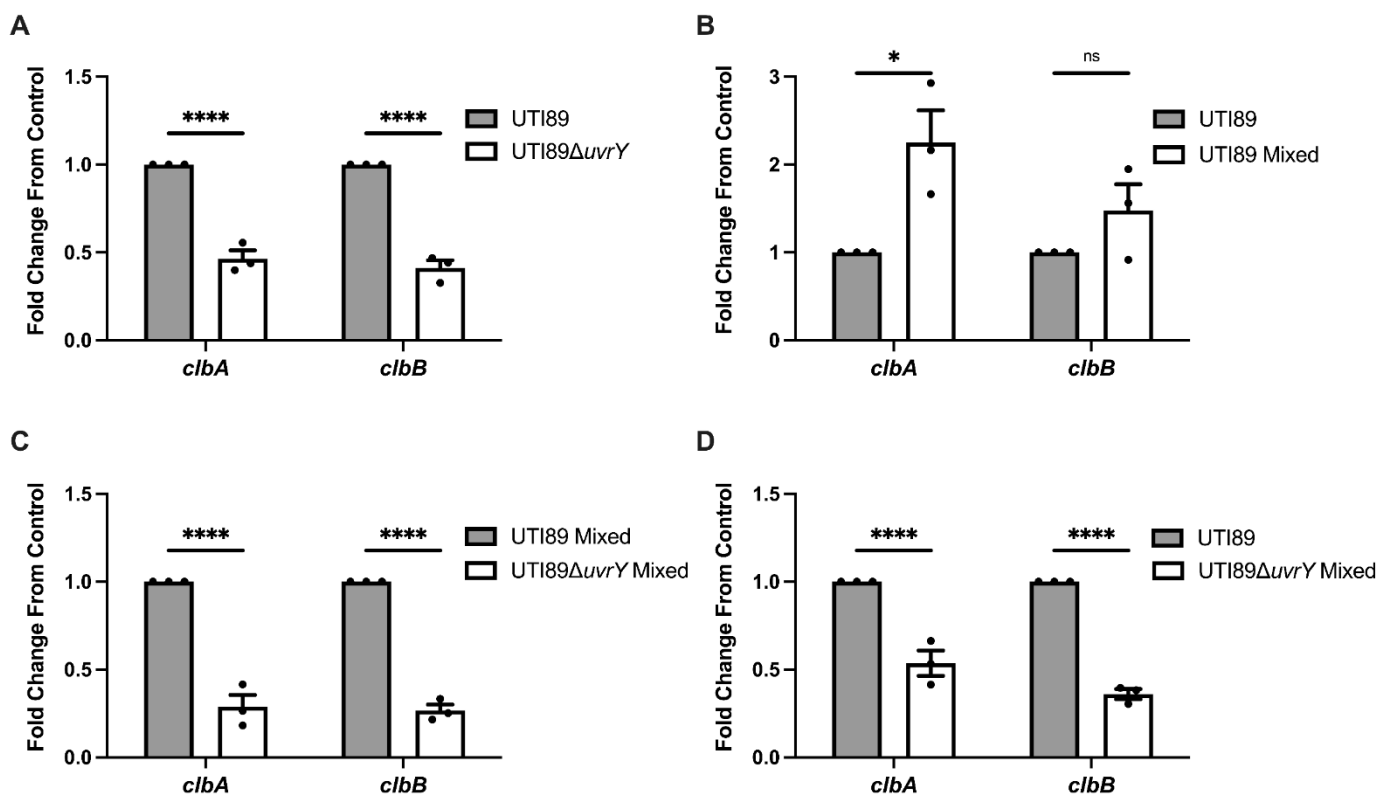 A
Fold Change From Control
1.5
1.0
0.5
0.0
****
****
clbA
clbB
UTI89
UTI89ΔuvrY
B
Fold Change From Control
3
2
1
0
*
ns
clbA
clbB
UTI89
UTI89 Mixed
C
Fold Change From Control
1.5
1.0
0.5
0.0
****
****
clbA
clbB
UTI89 Mixed
UTI89ΔuvrY Mixed
D
Fold Change From Control
1.5
1.0
0.5
0.0
****
****
clbA
clbB
UTI89
UTI89ΔuvrY Mixed